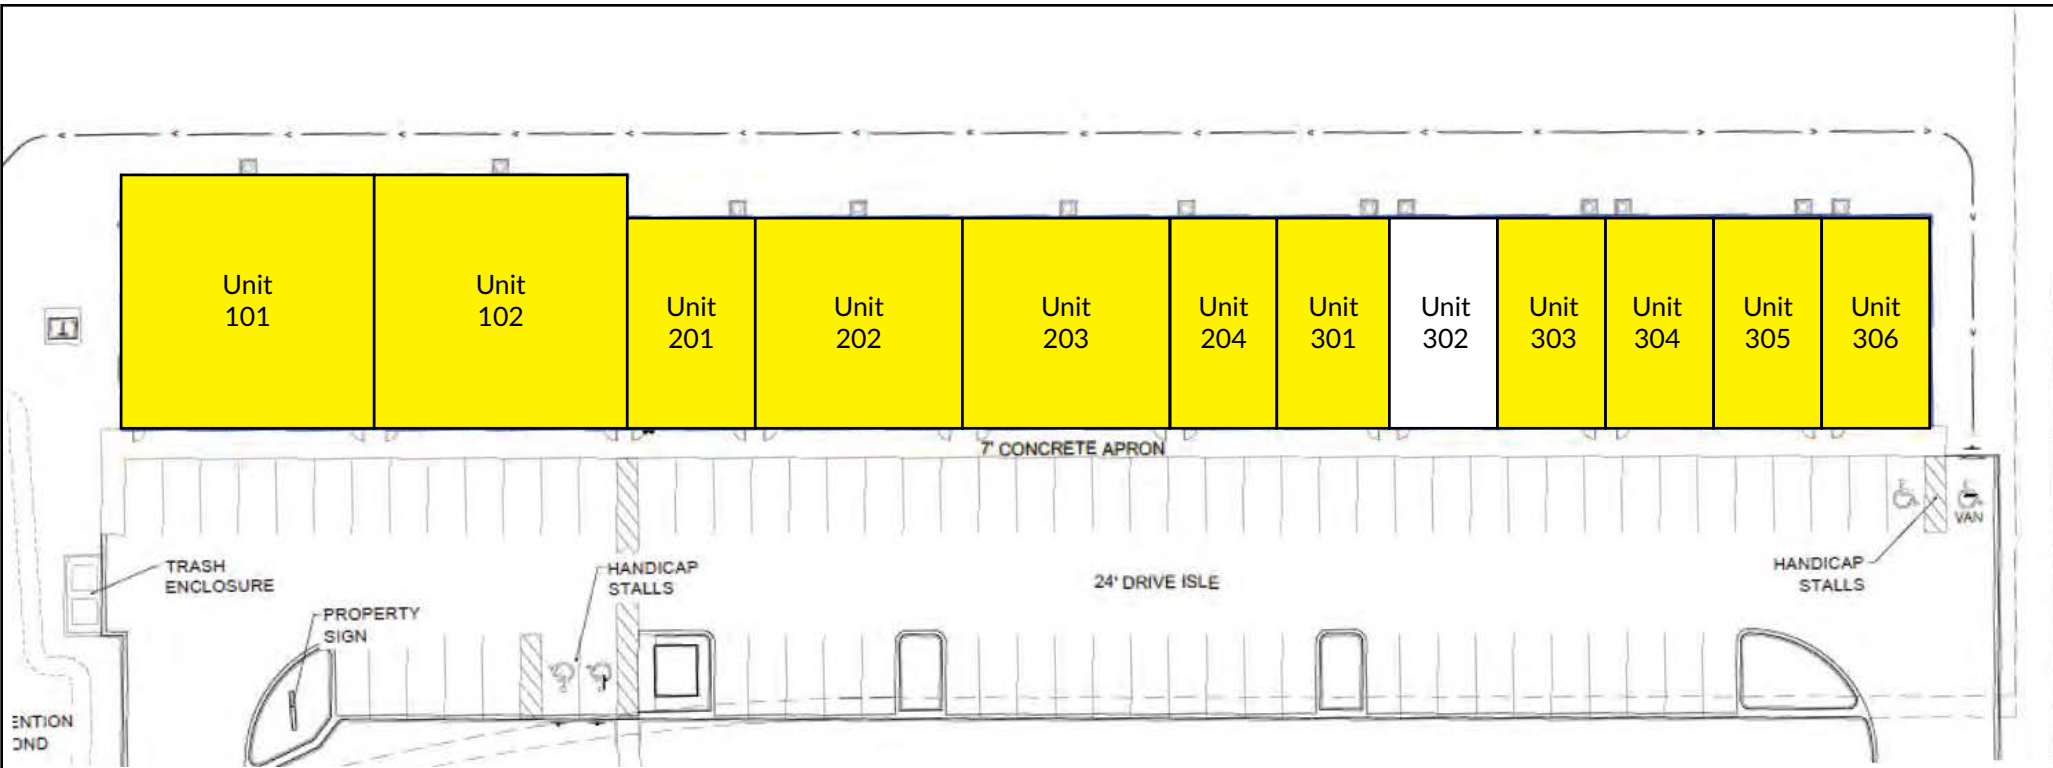 Unit
101
Unit
102
Unit
201
Unit
202
Unit
203
Unit
204
Unit
301
Unit
302
Unit
303
Unit
304
Unit
305
Unit
306
7' CONCRETE APRON
VAN
TRASH
ENCLOSURE
HANDICAP
STALLS
24' DRIVE ISLE
HANDICAP
STALLS
PROPERTY
SIGN
ENTION
OND